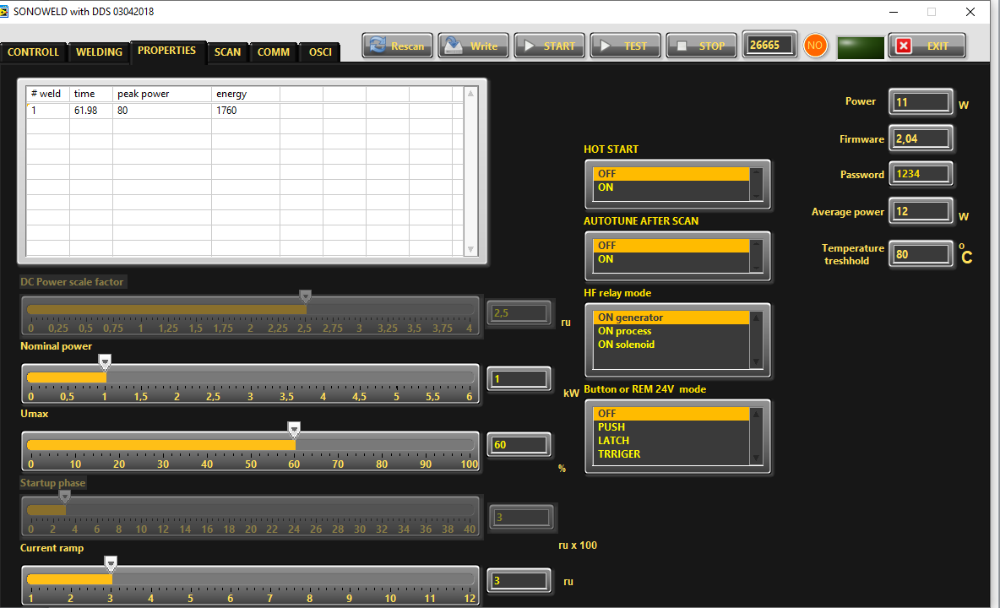 SONOWELD with DDS 03042018
CONTROLL WELDING PROPERTIES SCAN COMM OSCI Rescan Write START TEST STOP 26665 NO EXIT
# weld time peak power energy
1 61.98 80 1760
DC Power scale factor
0 0,25 0,5 0,75 1 1,25 1,5 1,75 2 2,25 2,5 2,75 3 3,25 3,5 3,75 4
2,5 ru
Nominal power
0 0,5 1 1,5 2 2,5 3 3,5 4 4,5 5 5,5 6
1 kW
Umax
0 10 20 30 40 50 60 70 80 90 100
60 %
Startup phase
0 2 4 6 8 10 12 14 16 18 20 22 24 26 28 30 32 34 36 38 40
3 ru x 100
Current ramp
1 2 3 4 5 6 7 8 9 10 11 12
3 ru
HOT START
OFF
ON
AUTOTUNE AFTER SCAN
OFF
ON
HF relay mode
ON generator
ON process
ON solenoid
Button or REM 24V mode
OFF
PUSH
LATCH
TRRIGER
Power 11 W
Firmware 2,04
Password 1234
Average power 12 W
Temperature
treshhold 80 °C